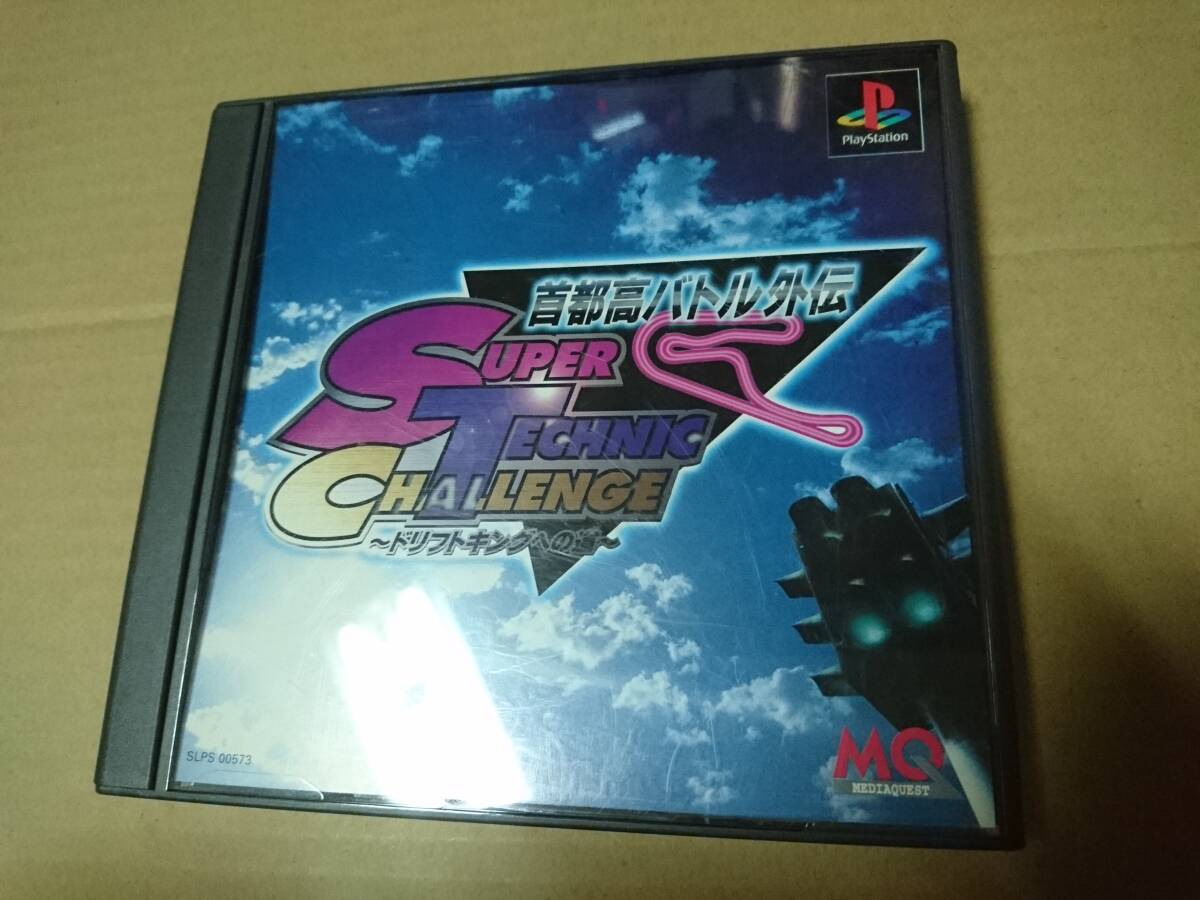 PlayStation
首都高バトル外伝
SUPER
TECHNIC
CHALLENGE
~ドリフトキングへの道~
SLPS 00573
MQ
MEDIAQUEST